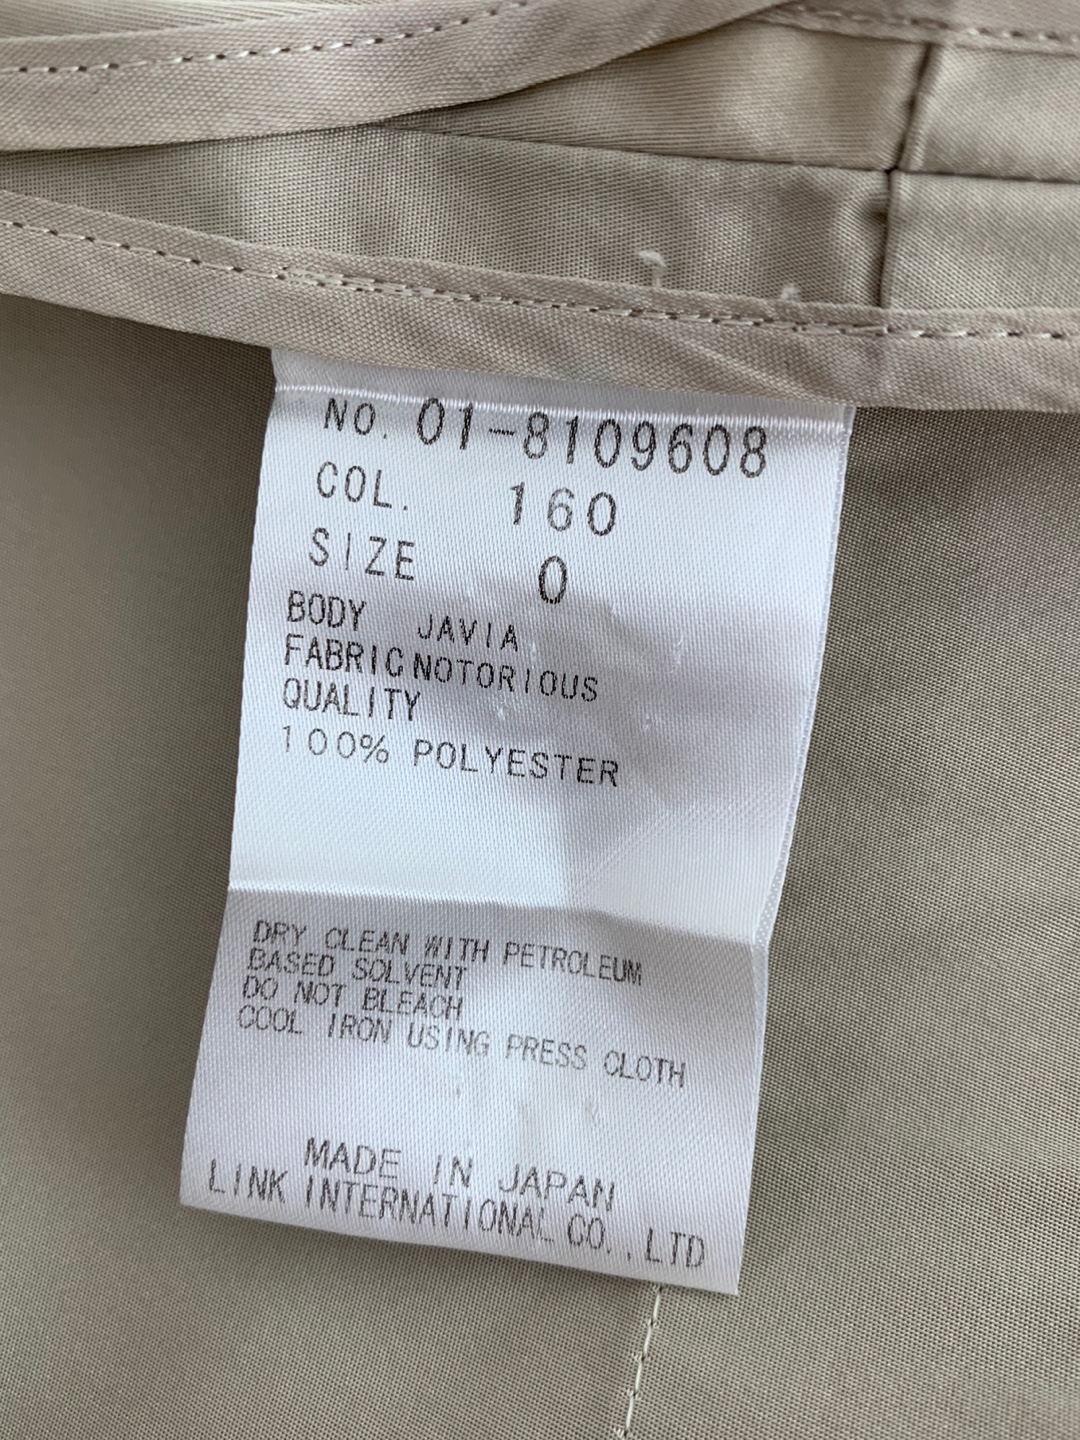 NO. 01-8109608
COL. 160
SIZE 0
BODY JAVIA
FABRIC NOTORIOUS
QUALITY
100% POLYESTER
DRY CLEAN WITH PETROLEUM
BASED SOLVENT
DO NOT BLEACH
COOL IRON USING PRESS CLOTH
MADE IN JAPAN
LINK INTERNATIONAL CO., LTD